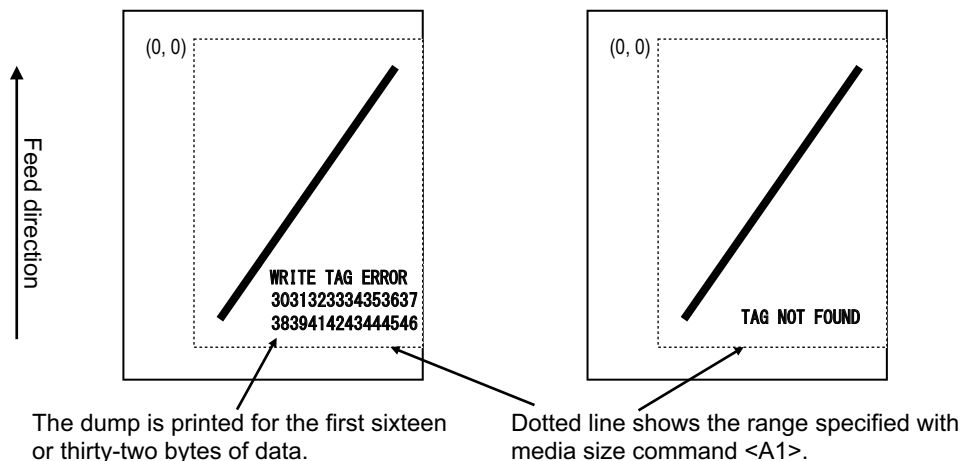 (0, 0)
(0, 0)
Feed direction
WRITE TAG ERROR
3031323334353637
3839414243444546
TAG NOT FOUND
The dump is printed for the first sixteen
or thirty-two bytes of data.
Dotted line shows the range specified with
media size command <A1>.